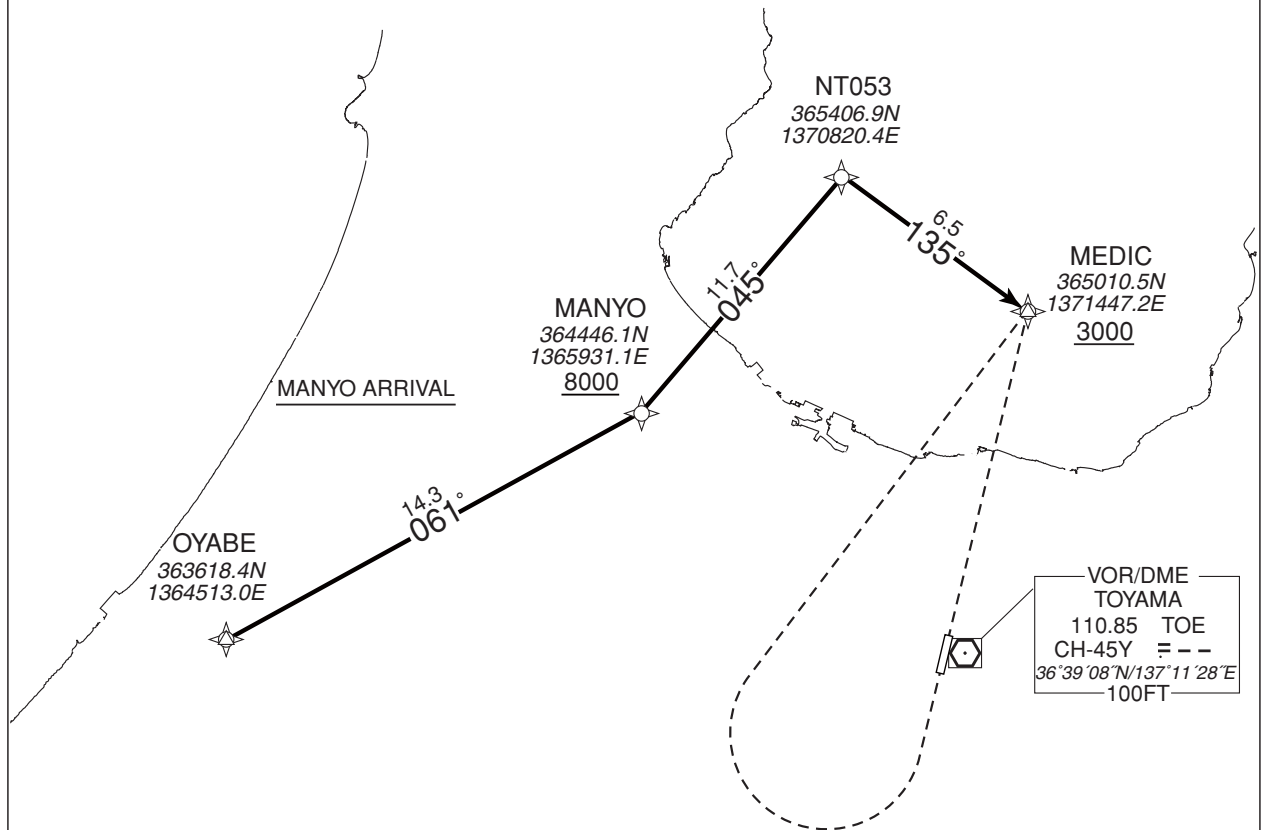 NT053
365406.9N
1370820.4E
6.5
135°
MEDIC
365010.5N
1371447.2E
3000
11.7
045°
MANYO
364446.1N
1365931.1E
8000
MANYO ARRIVAL
14.3
061°
OYABE
363618.4N
1364513.0E
VOR/DME
TOYAMA
110.85 TOE
CH-45Y
36°39´08˝N/137°11´28˝E
100FT